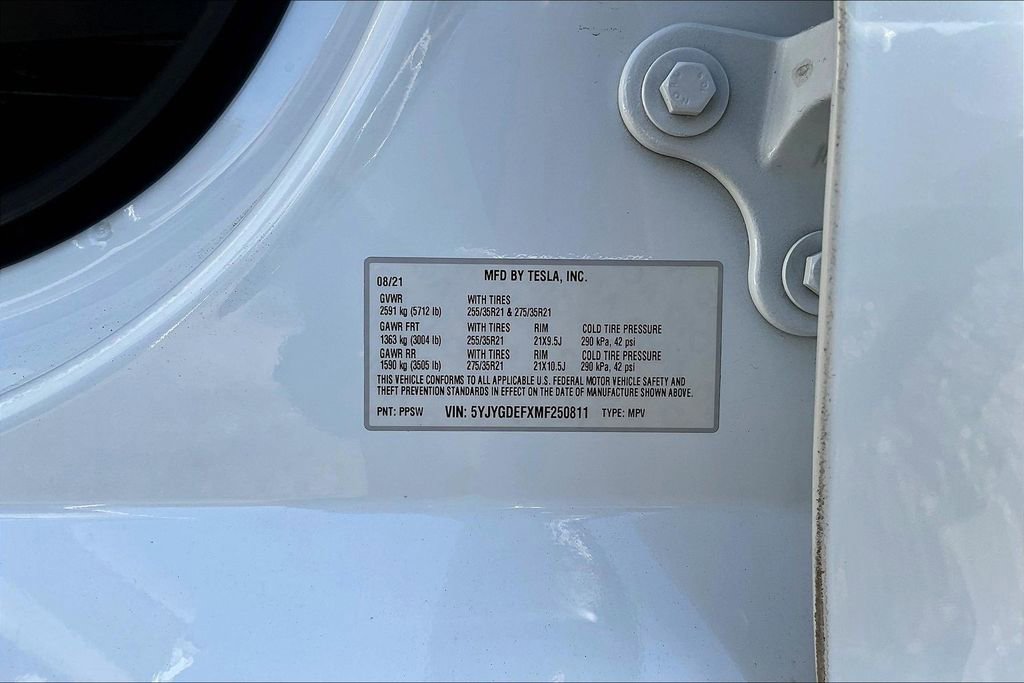 MFD BY TESLA, INC.
08/21
GVWR WITH TIRES
2591 kg (5712 lb) 255/35R21 & 275/35R21
GAWR FRT WITH TIRES RIM COLD TIRE PRESSURE
1363 kg (3004 lb) 255/35R21 21X9.5J 290 kPa, 42 psi
GAWR RR WITH TIRES RIM COLD TIRE PRESSURE
1590 kg (3505 lb) 275/35R21 21X10.5J 290 kPa, 42 psi
THIS VEHICLE CONFORMS TO ALL APPLICABLE U.S. FEDERAL MOTOR VEHICLE SAFETY AND
THEFT PREVENTION STANDARDS IN EFFECT ON THE DATE OF MANUFACTURE SHOWN ABOVE.
PNT: PPSW VIN: 5YJYGDEFXMF250811 TYPE: MPV